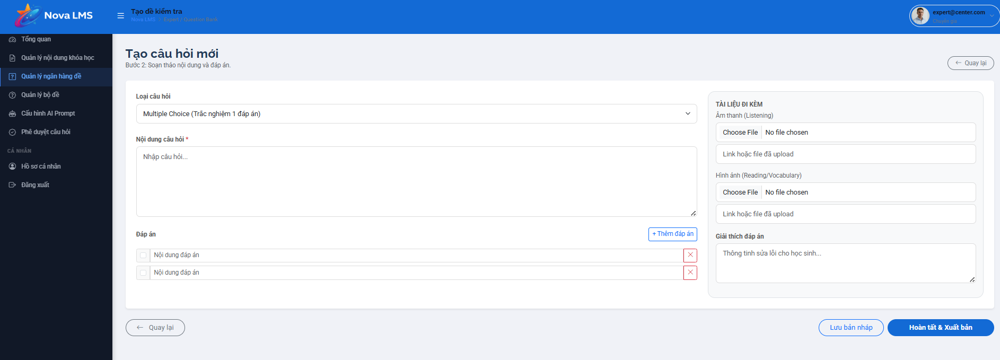 Nova LMS
Tạo đề kiểm tra
Nova LMS > Expert / Question Bank
expert@center.com
Chuyên gia
Tổng quan
Quản lý nội dung khóa học
Quản lý ngân hàng đề
Quản lý bộ đề
Cấu hình AI Prompt
Phê duyệt câu hỏi
CÁ NHÂN
Hồ sơ cá nhân
Đăng xuất
Tạo câu hỏi mới
Bước 2: Soạn thảo nội dung và đáp án.
← Quay lại
Loại câu hỏi
Multiple Choice (Trắc nghiệm 1 đáp án)
Nội dung câu hỏi *
Nhập câu hỏi...
Đáp án
+ Thêm đáp án
Nội dung đáp án
Nội dung đáp án
TÀI LIỆU ĐI KÈM
Âm thanh (Listening)
Choose File No file chosen
Link hoặc file đã upload
Hình ảnh (Reading/Vocabulary)
Choose File No file chosen
Link hoặc file đã upload
Giải thích đáp án
Thông tinh sửa lỗi cho học sinh...
← Quay lại
Lưu bản nháp
Hoàn tất & Xuất bản